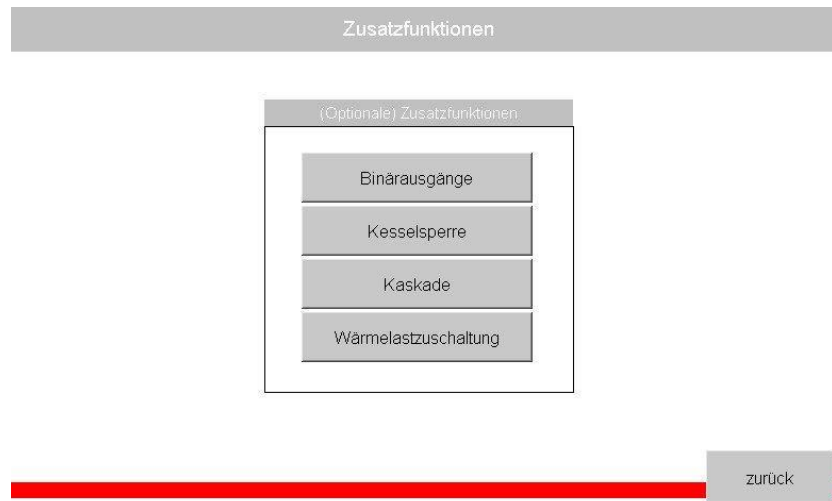 Zusatzfunktionen
(Optionale) Zusatzfunktionen
Binärausgänge
Kesselsperre
Kaskade
Wärmelastzuschaltung
zurück